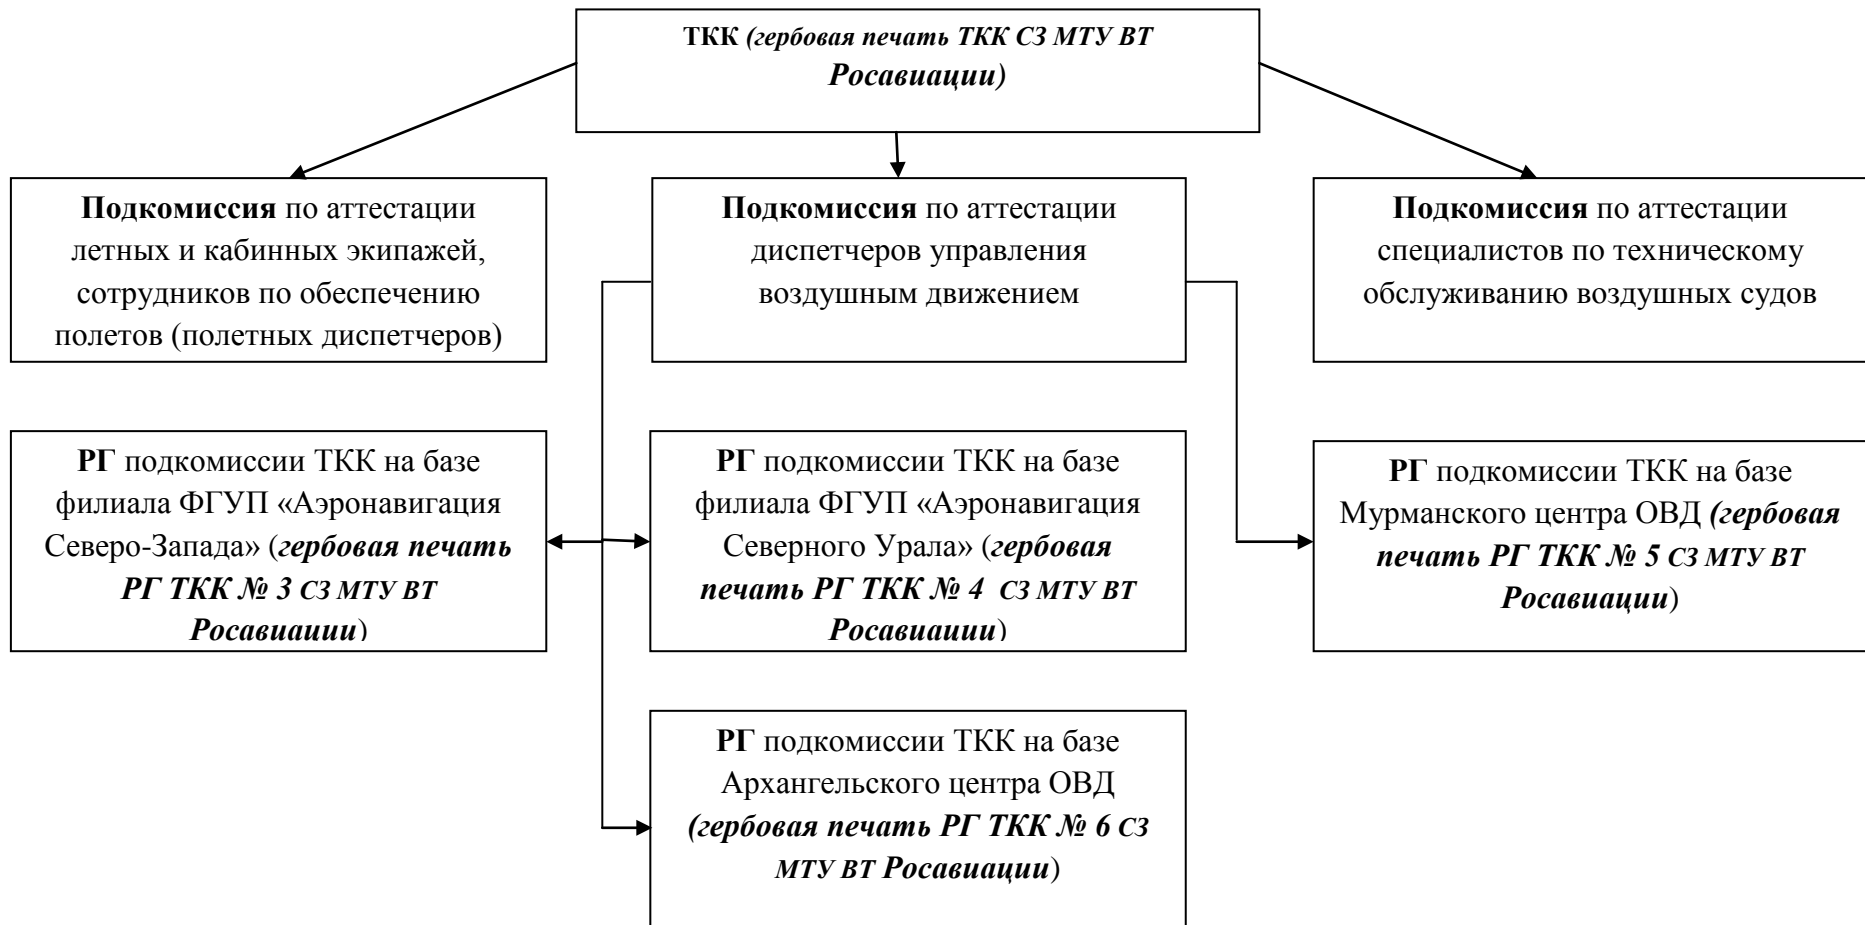 ТКК (гербовая печать ТКК СЗ МТУ ВТ
Росавиации)
Подкомиссия по аттестации
летных и кабинных экипажей,
сотрудников по обеспечению
полетов (полетных диспетчеров)
Подкомиссия по аттестации
диспетчеров управления
воздушным движением
Подкомиссия по аттестации
специалистов по техническому
обслуживанию воздушных судов
РГ подкомиссии ТКК на базе
филиала ФГУП «Аэронавигация
Северо-Запада» (гербовая печать
РГ ТКК № 3 СЗ МТУ ВТ
Росавиации)
РГ подкомиссии ТКК на базе
филиала ФГУП «Аэронавигация
Северного Урала» (гербовая
печать РГ ТКК № 4 СЗ МТУ ВТ
Росавиации)
РГ подкомиссии ТКК на базе
Мурманского центра ОВД (гербовая
печать РГ ТКК № 5 СЗ МТУ ВТ
Росавиации)
РГ подкомиссии ТКК на базе
Архангельского центра ОВД
(гербовая печать РГ ТКК № 6 СЗ
МТУ ВТ Росавиации)